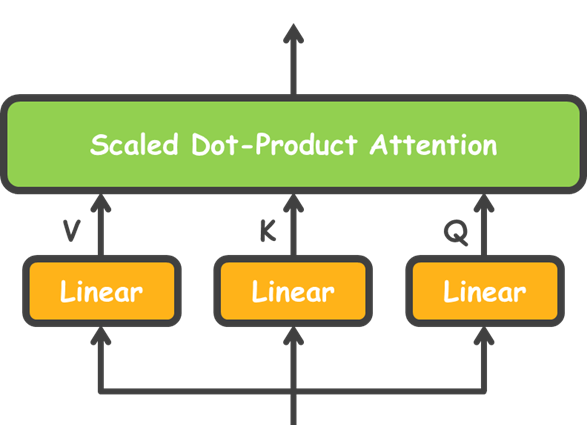 Scaled Dot-Product Attention
V K Q
Linear Linear Linear